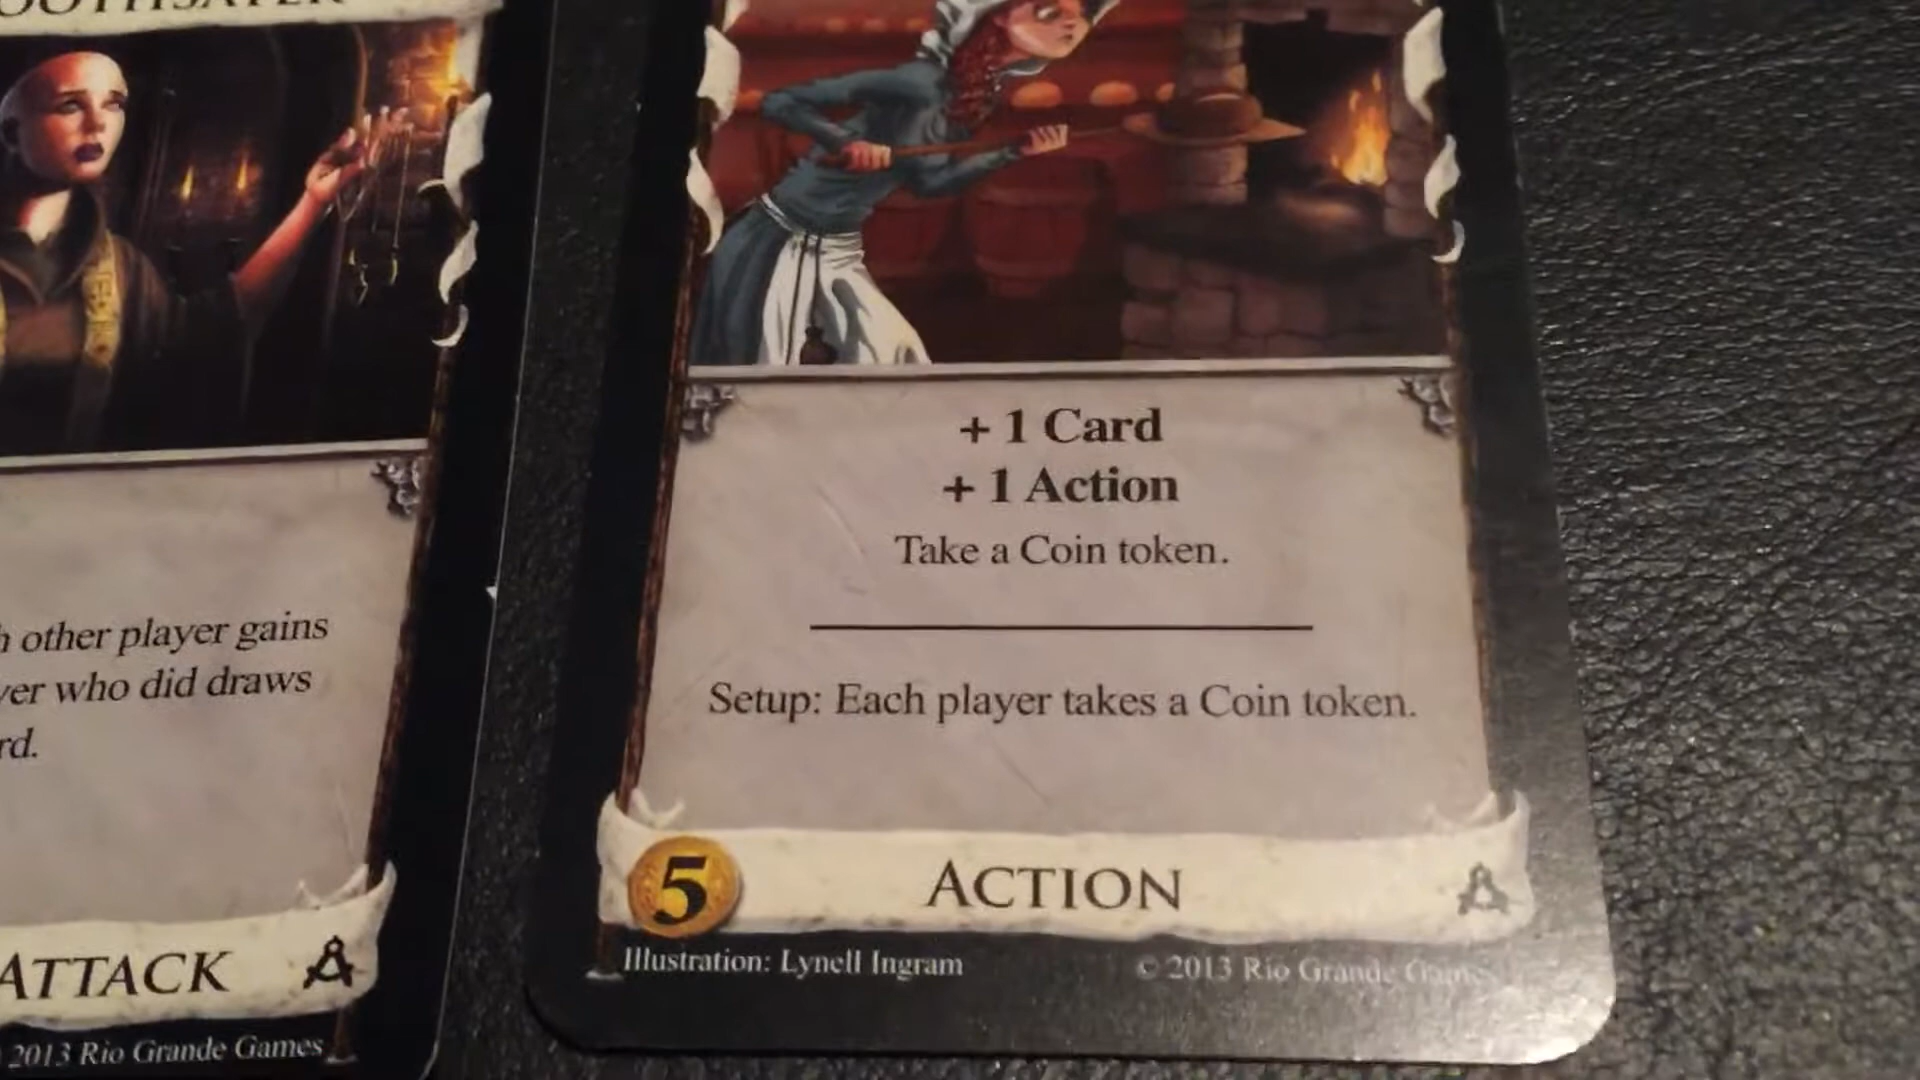 h other player gains
who did draws
+ 1 Card
+ 1 Action
Take a Coin token.
Setup: Each player takes a Coin token.
5 ACTION
Illustration: Lynell Ingram © 2013 Rio Grande Games
ATTACK
2013 Rio Grande Games